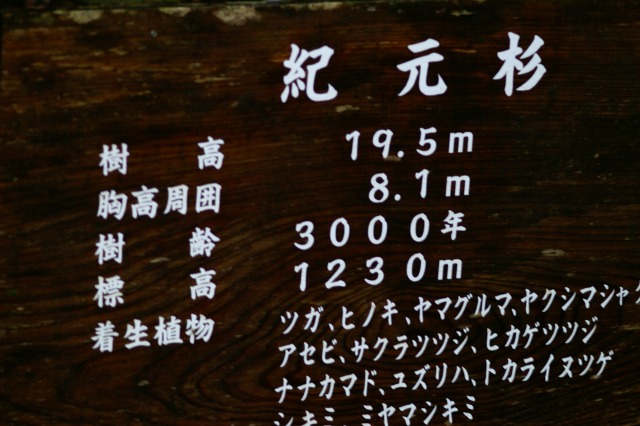 紀元杉
樹高 19.5m
胸高周囲 8.1m
樹齢 3000年
標高 1230m
着生植物 ツガ、ヒノキ、ヤマグルマ、ヤクシマシャク
アセビ、サクラツツジ、ヒカゲツツジ
ナナカマド、ユズリハ、トカライヌツゲ
シキミ、ミヤマシキミ